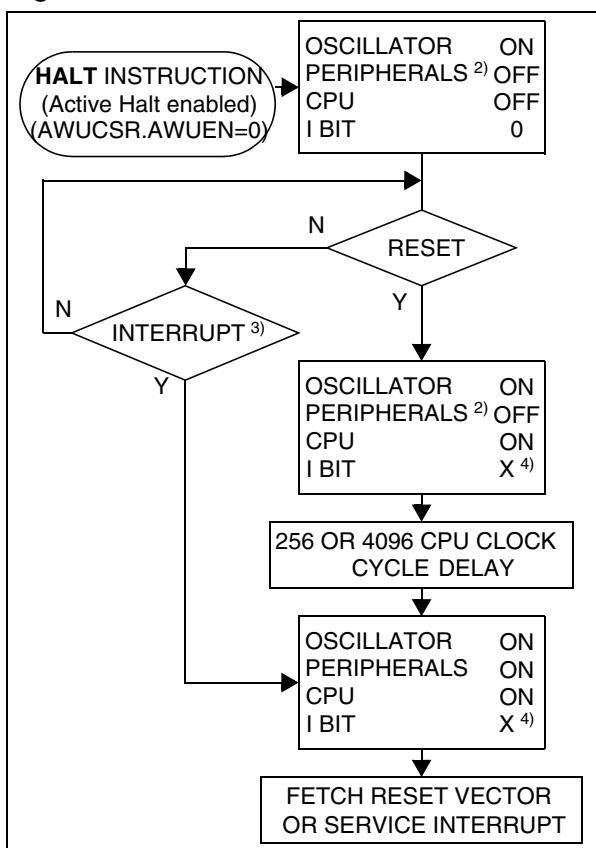 HALT INSTRUCTION
(Active Halt enabled)
(AWUCSR.AWUEN=0)
OSCILLATOR ON
PERIPHERALS 2) OFF
CPU OFF
I BIT 0
N
RESET
Y
N
INTERRUPT 3)
Y
OSCILLATOR ON
PERIPHERALS 2) OFF
CPU ON
I BIT X 4)
256 OR 4096 CPU CLOCK
CYCLE DELAY
OSCILLATOR ON
PERIPHERALS ON
CPU ON
I BIT X 4)
FETCH RESET VECTOR
OR SERVICE INTERRUPT